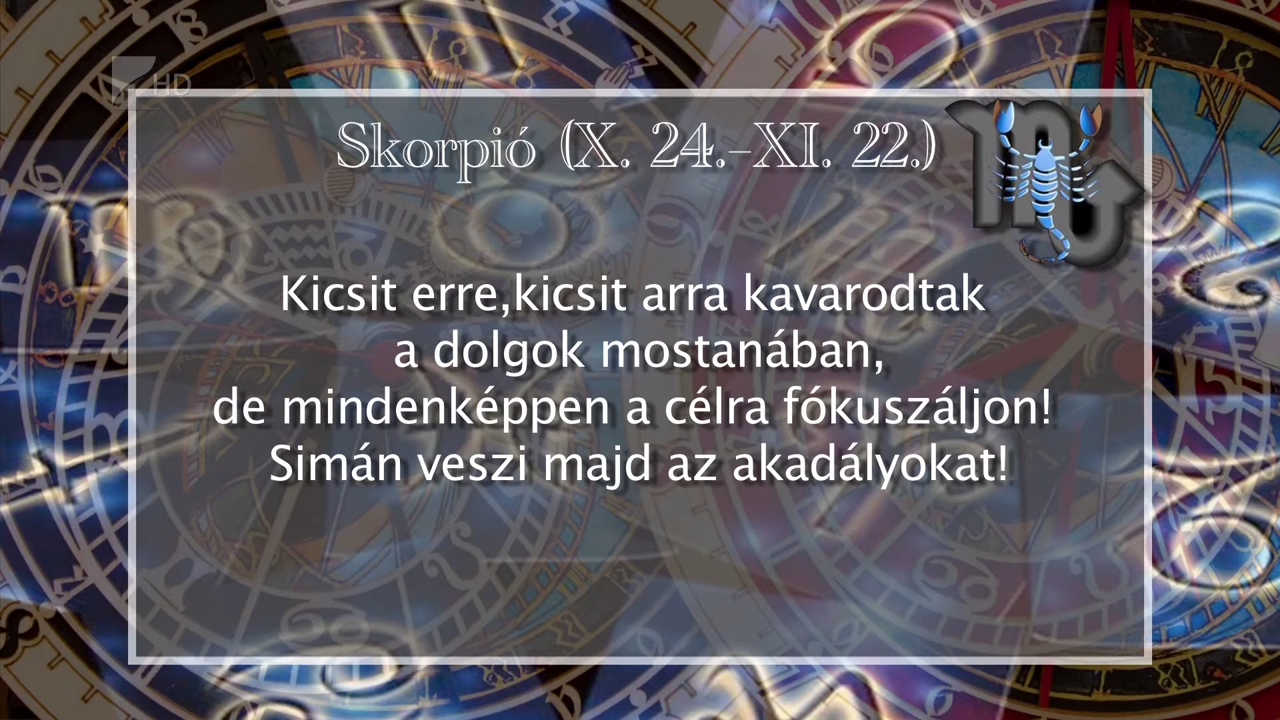 HD
Skorpió (X. 24.-XI. 22.)
Kicsit erre,kicsit arra kavarodtak
a dolgok mostanában,
de mindenképpen a célra fókuszáljon!
Simán veszi majd az akadályokat!